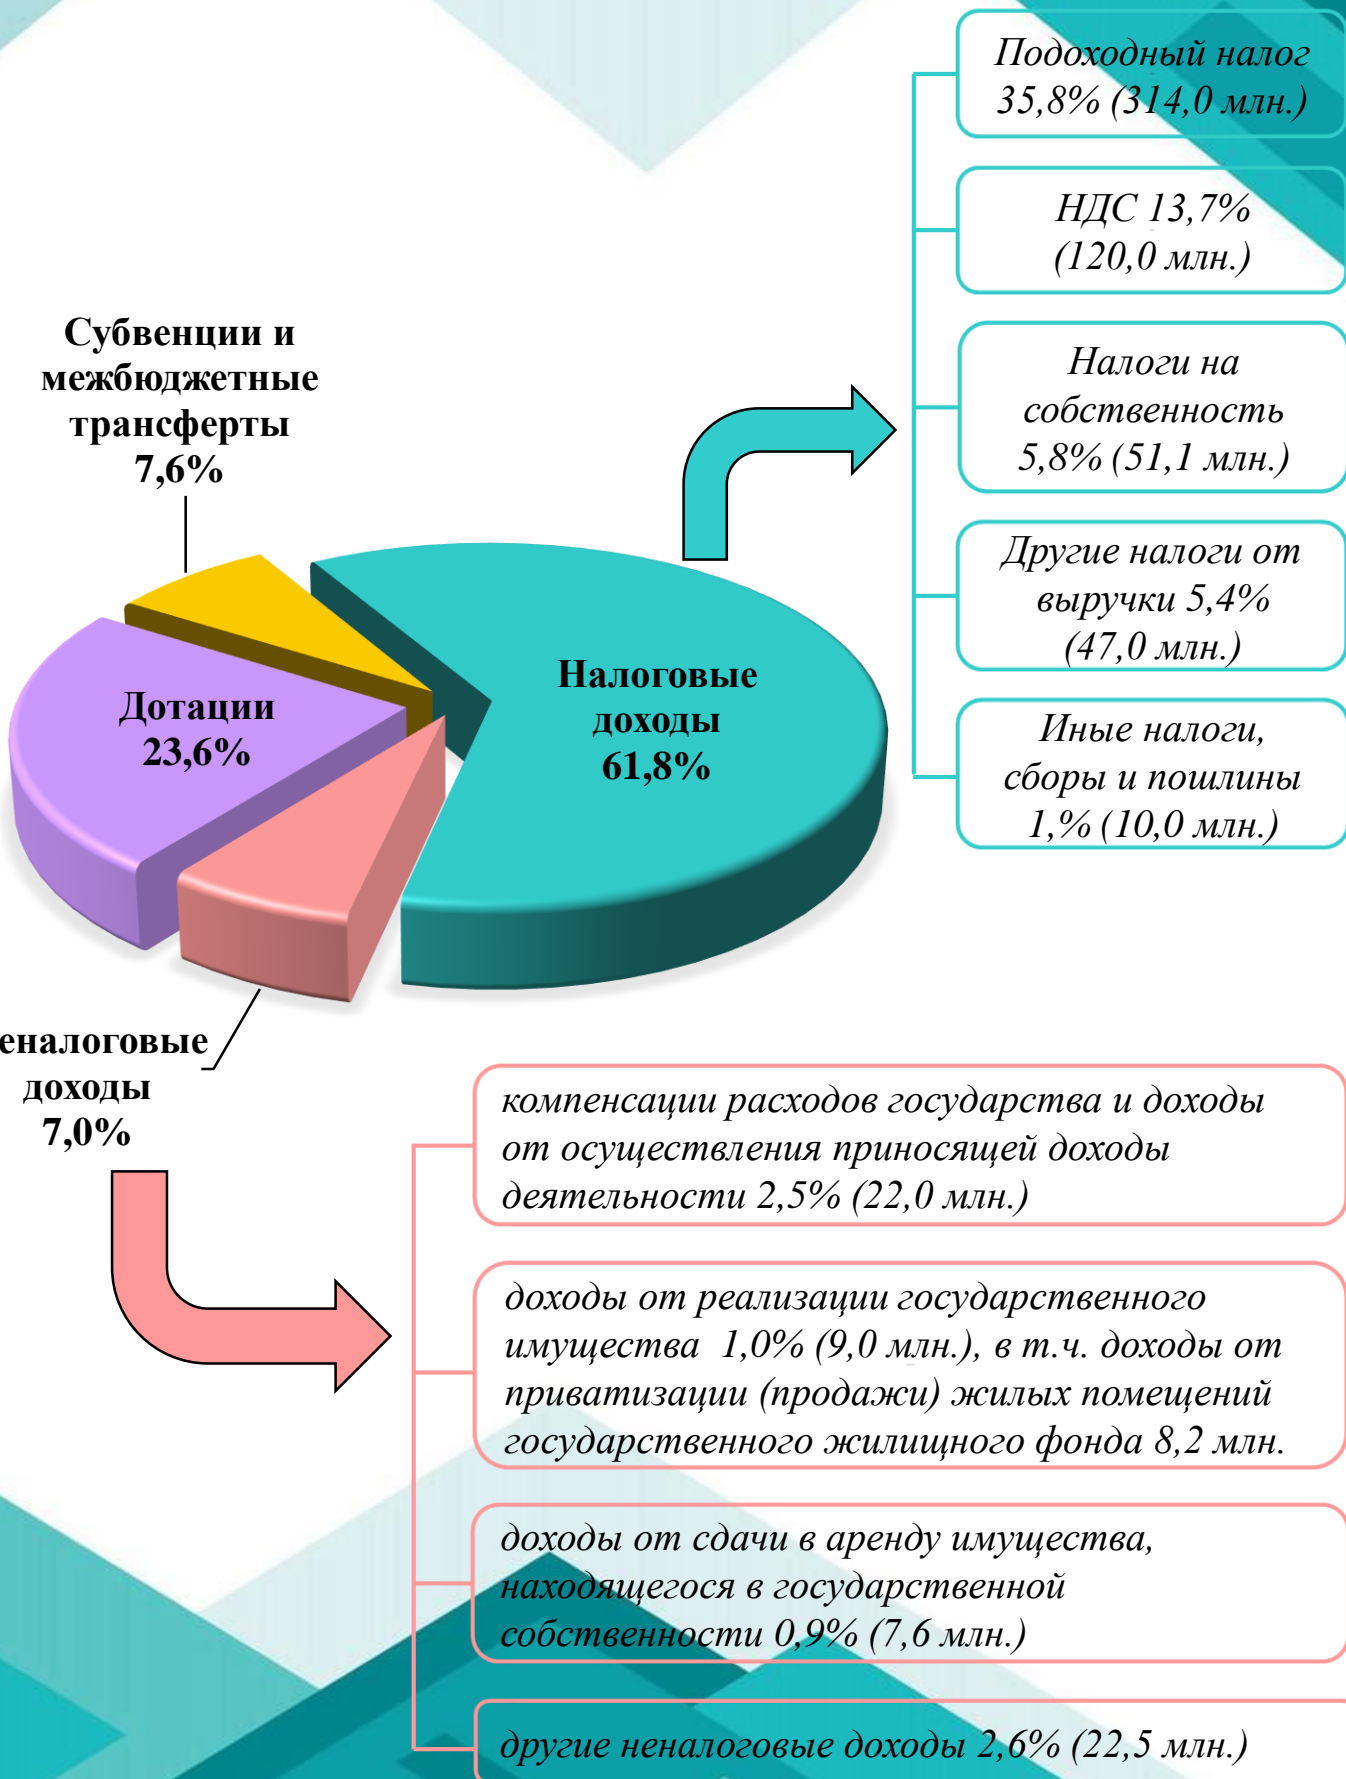 Подоходный налог
35,8% (314,0 млн.)
НДС 13,7%
(120,0 млн.)
Налоги на
собственность
5,8% (51,1 млн.)
Другие налоги от
выручки 5,4%
(47,0 млн.)
Иные налоги,
сборы и пошлины
1,% (10,0 млн.)
Субвенции и
межбюджетные
трансферты
7,6%
Дотации
23,6%
Налоговые
доходы
61,8%
еналоговые
доходы
7,0%
компенсации расходов государства и доходы
от осуществления приносящей доходы
деятельности 2,5% (22,0 млн.)
доходы от реализации государственного
имущества 1,0% (9,0 млн.), в т.ч. доходы от
приватизации (продажи) жилых помещений
государственного жилищного фонда 8,2 млн.
доходы от сдачи в аренду имущества,
находящегося в государственной
собственности 0,9% (7,6 млн.)
другие неналоговые доходы 2,6% (22,5 млн.)